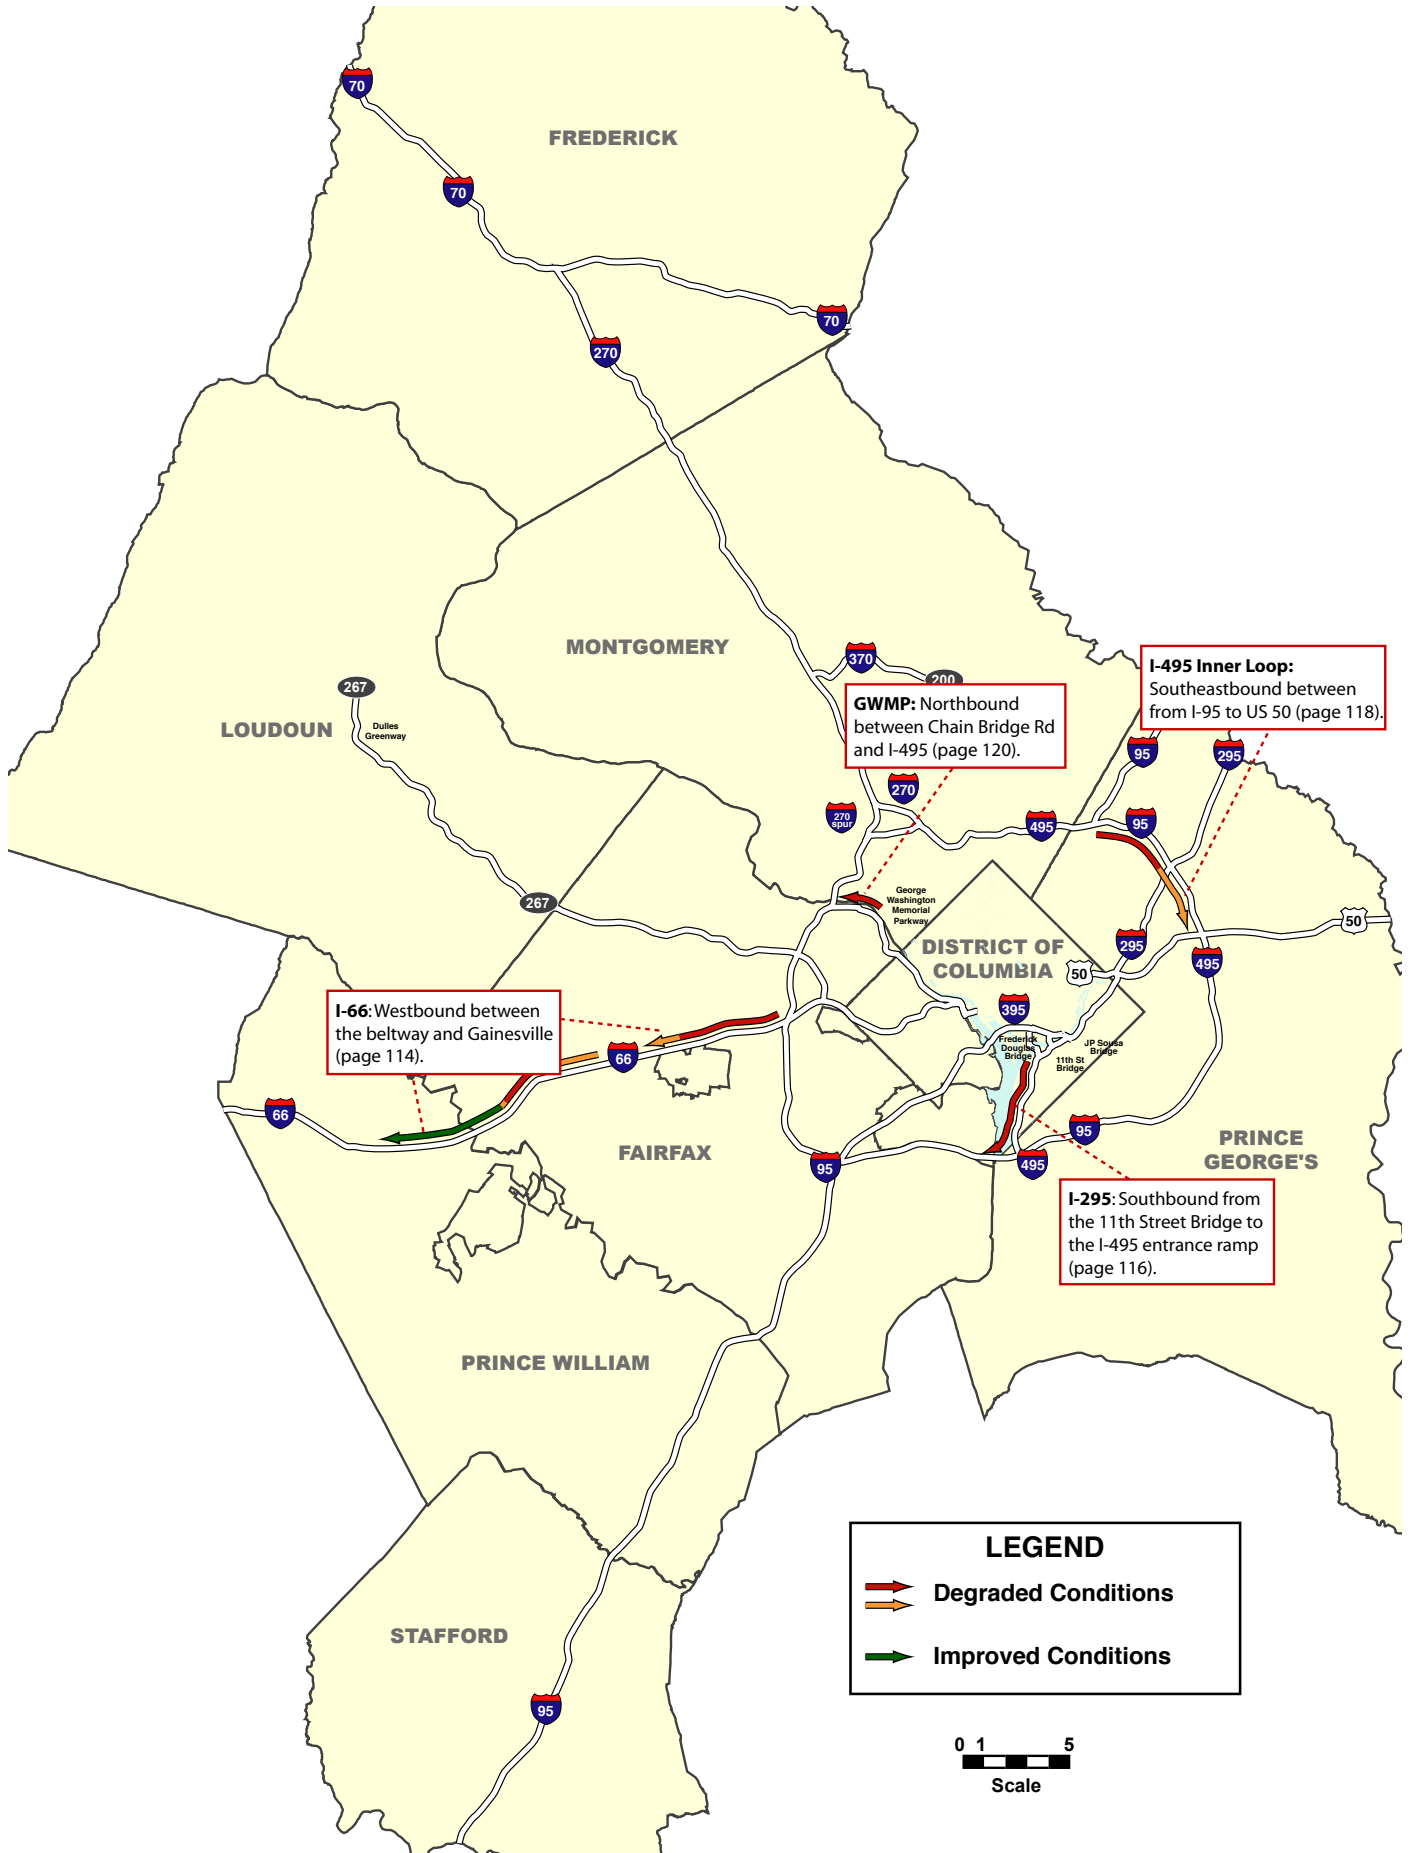 70
FREDERICK
70
70
270
MONTGOMERY
370
200
I-495 Inner Loop:
Southeastbound between
from I-95 to US 50 (page 118).
267
Dulles
Greenway
LOUDOUN
GWMP: Northbound
between Chain Bridge Rd
and I-495 (page 120).
95
295
270
270
spur
495
95
267
George
Washington
Memorial
Parkway
50
DISTRICT OF
COLUMBIA
295
50
495
I-66: Westbound between
the beltway and Gainesville
(page 114).
395
Frederick
Douglas
Bridge
JP Sousa
Bridge
11th St
Bridge
66
66
95
FAIRFAX
95
495
PRINCE
GEORGE'S
I-295: Southbound from
the 11th Street Bridge to
the I-495 entrance ramp
(page 116).
PRINCE WILLIAM
LEGEND
Degraded Conditions
Improved Conditions
STAFFORD
95
0 1 5
Scale